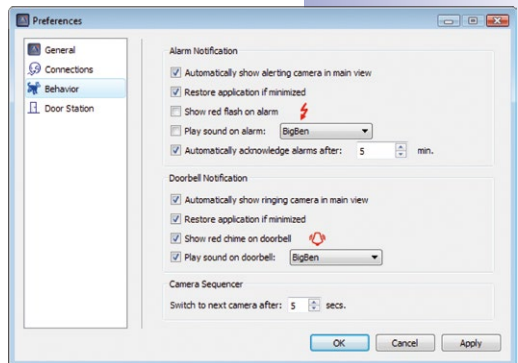 Preferences
General
Connections
Behavior
Door Station
Alarm Notification
Automatically show alerting camera in main view
Restore application if minimized
Show red flash on alarm
Play sound on alarm: BigBen
Automatically acknowledge alarms after: 5 min.
Doorbell Notification
Automatically show ringing camera in main view
Restore application if minimized
Show red chime on doorbell
Play sound on doorbell: BigBen
Camera Sequencer
Switch to next camera after: 5 secs.
OK Cancel Apply